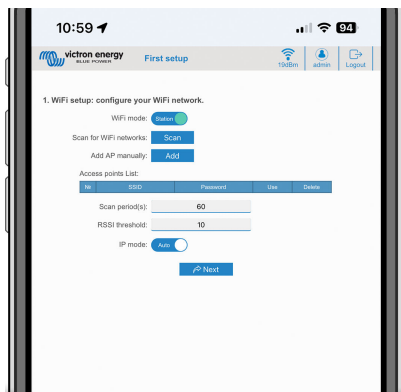 10:59 94
victron energy
BLUE POWER
First setup
19dBm admin Logout
1. WiFi setup: configure your WiFi network.
WiFi mode: Station
Scan for WiFi networks: Scan
Add AP manually: Add
Access points List:
№ SSID Password Use Delete
Scan period(s): 60
RSSI threshold: 10
IP mode: Auto
Next